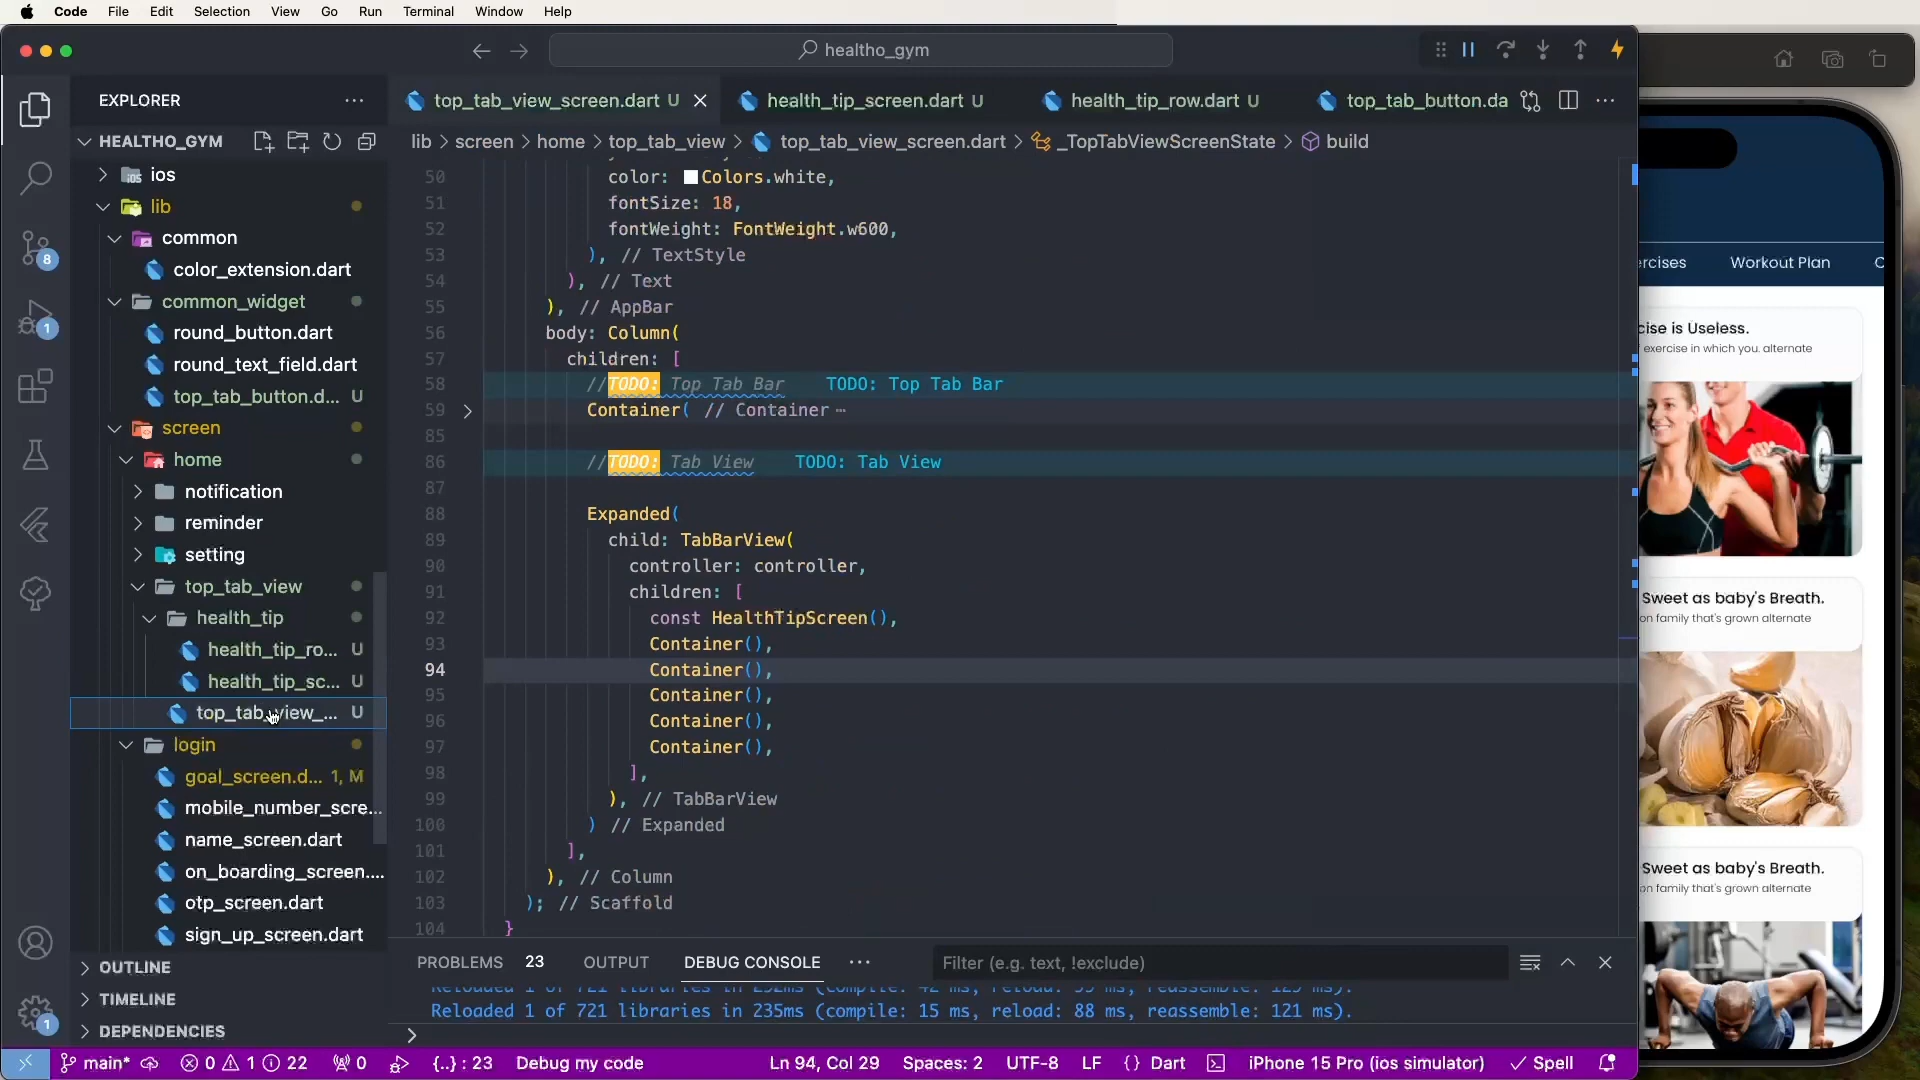 Code File Edit Selection View Go Run Terminal Window Help
healtho_gym
EXPLORER
top_tab_view_screen.dart U
health_tip_screen.dart U
health_tip_row.dart U
top_tab_button.da
HEALTHO_GYM
lib > screen > home > top_tab_view > top_tab_view_screen.dart > _TopTabViewScreenState > build
ios
lib
common
color_extension.dart
common_widget
round_button.dart
round_text_field.dart
top_tab_button.d... U
screen
home
notification
reminder
setting
top_tab_view
health_tip
health_tip_ro... U
health_tip_sc... U
top_tab_view_... U
login
goal_screen.d... 1, M
mobile_number_scre...
name_screen.dart
on_boarding_screen....
otp_screen.dart
sign_up_screen.dart
OUTLINE
TIMELINE
DEPENDENCIES
8
1
1
50 color: Colors.white,
51 fontSize: 18,
52 fontWeight: FontWeight.w600,
53 ), // TextStyle
54 ), // Text
55 ), // AppBar
56 body: Column(
57 children: [
58 //TODO: Top Tab Bar TODO: Top Tab Bar
59 Container( // Container ⋯
85
86 //TODO: Tab View TODO: Tab View
87
88 Expanded(
89 child: TabBarView(
90 controller: controller,
91 children: [
92 const HealthTipScreen(),
93 Container(),
94 Container(),
95 Container(),
96 Container(),
97 Container(),
98 ],
99 ), // TabBarView
100 ) // Expanded
101 ],
102 ), // Column
103 ); // Scaffold
104 }
PROBLEMS 23 OUTPUT DEBUG CONSOLE ... Filter (e.g. text, !exclude)
Reloaded 1 of 721 libraries in 235ms (compile: 15 ms, reload: 88 ms, reassemble: 121 ms).
>
main* 0 1 22 0 {..} : 23 Debug my code Ln 94, Col 29 Spaces: 2 UTF-8 LF {} Dart iPhone 15 Pro (ios simulator) Spell
ercises Workout Plan C
cise is Useless.
f exercise in which you. alternate
Sweet as baby's Breath.
on family that's grown alternate
Sweet as baby's Breath.
on family that's grown alternate